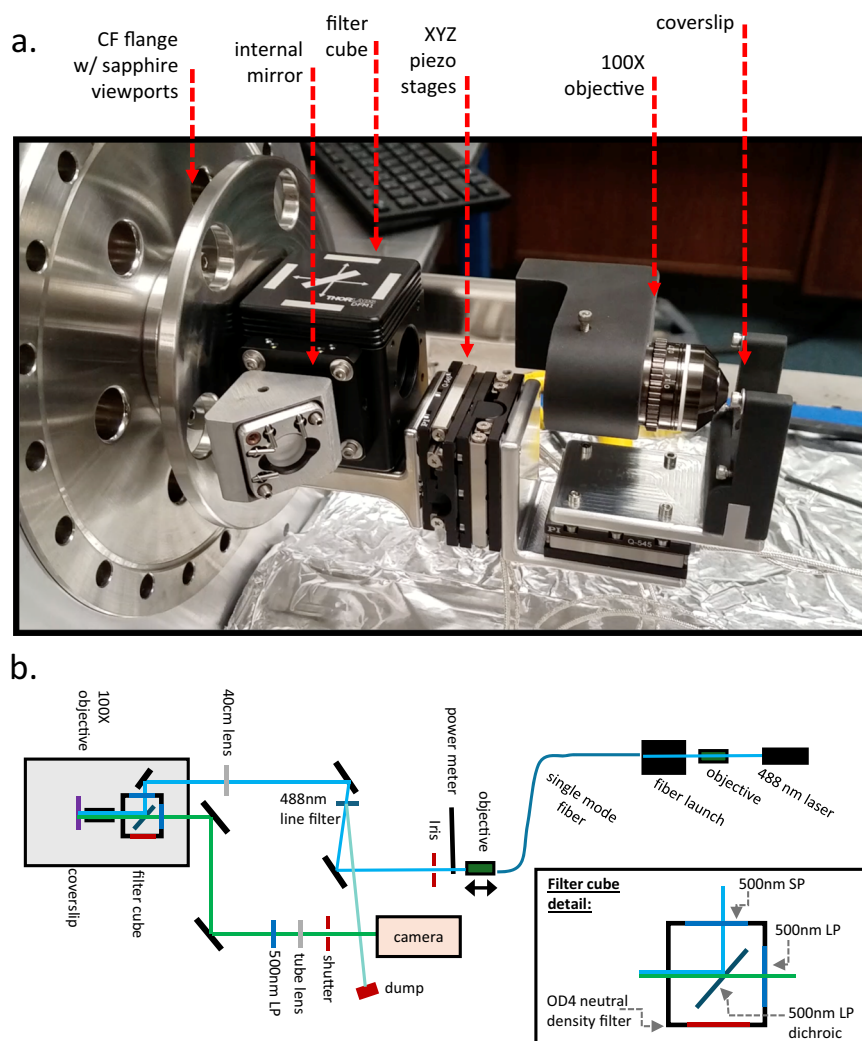 a.
CF flange
w/ sapphire
viewports
internal
mirror
filter
cube
XYZ
piezo
stages
100X
objective
coverslip
THORLABS
DFM1
PI
Q-545
b.
100X
objective
40cm lens
488nm
line filter
power meter
Iris
objective
single mode
fiber
fiber launch
objective
488 nm laser
coverslip
filter cube
500nm LP
tube lens
shutter
camera
dump
Filter cube
detail:
500nm SP
500nm LP
OD4 neutral
density filter
500nm LP
dichroic